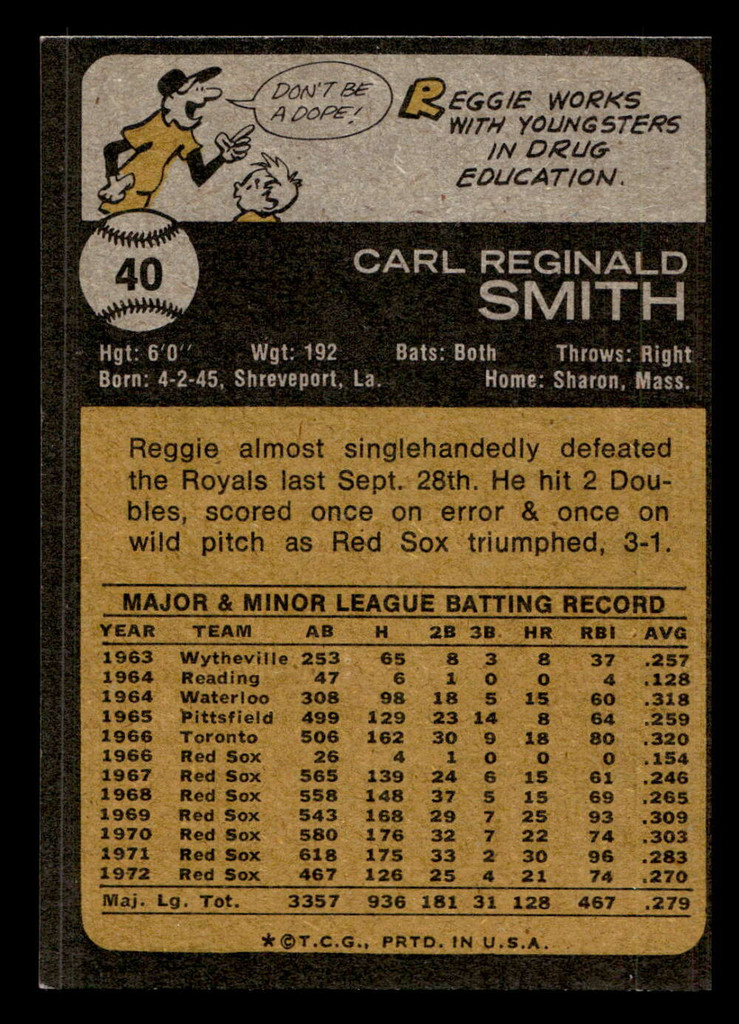 DON'T BE
A DOPE!
REGGIE WORKS
WITH YOUNGSTERS
IN DRUG
EDUCATION.
40
CARL REGINALD
SMITH
Hgt: 6'0" Wgt: 192 Bats: Both Throws: Right
Born: 4-2-45, Shreveport, La. Home: Sharon, Mass.
Reggie almost singlehandedly defeated
the Royals last Sept. 28th. He hit 2 Dou-
bles, scored once on error & once on
wild pitch as Red Sox triumphed, 3-1.
MAJOR & MINOR LEAGUE BATTING RECORD
YEAR TEAM AB H 2B 3B HR RBI AVG
1963 Wytheville 253 65 8 3 8 37 .257
1964 Reading 47 6 1 0 0 4 .128
1964 Waterloo 308 98 18 5 15 60 .318
1965 Pittsfield 499 129 23 14 8 64 .259
1966 Toronto 506 162 30 9 18 80 .320
1966 Red Sox 26 4 1 0 0 0 .154
1967 Red Sox 565 139 24 6 15 61 .246
1968 Red Sox 558 148 37 5 15 69 .265
1969 Red Sox 543 168 29 7 25 93 .309
1970 Red Sox 580 176 32 7 22 74 .303
1971 Red Sox 618 175 33 2 30 96 .283
1972 Red Sox 467 126 25 4 21 74 .270
Maj. Lg. Tot. 3357 936 181 31 128 467 .279
*©T.C.G., PRTD. IN U.S.A.